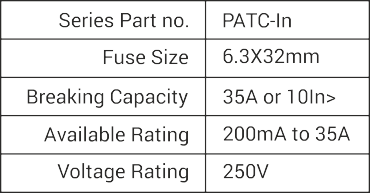 Series Part no. PATC-In
Fuse Size 6.3X32mm
Breaking Capacity 35A or 10In>
Available Rating 200mA to 35A
Voltage Rating 250V